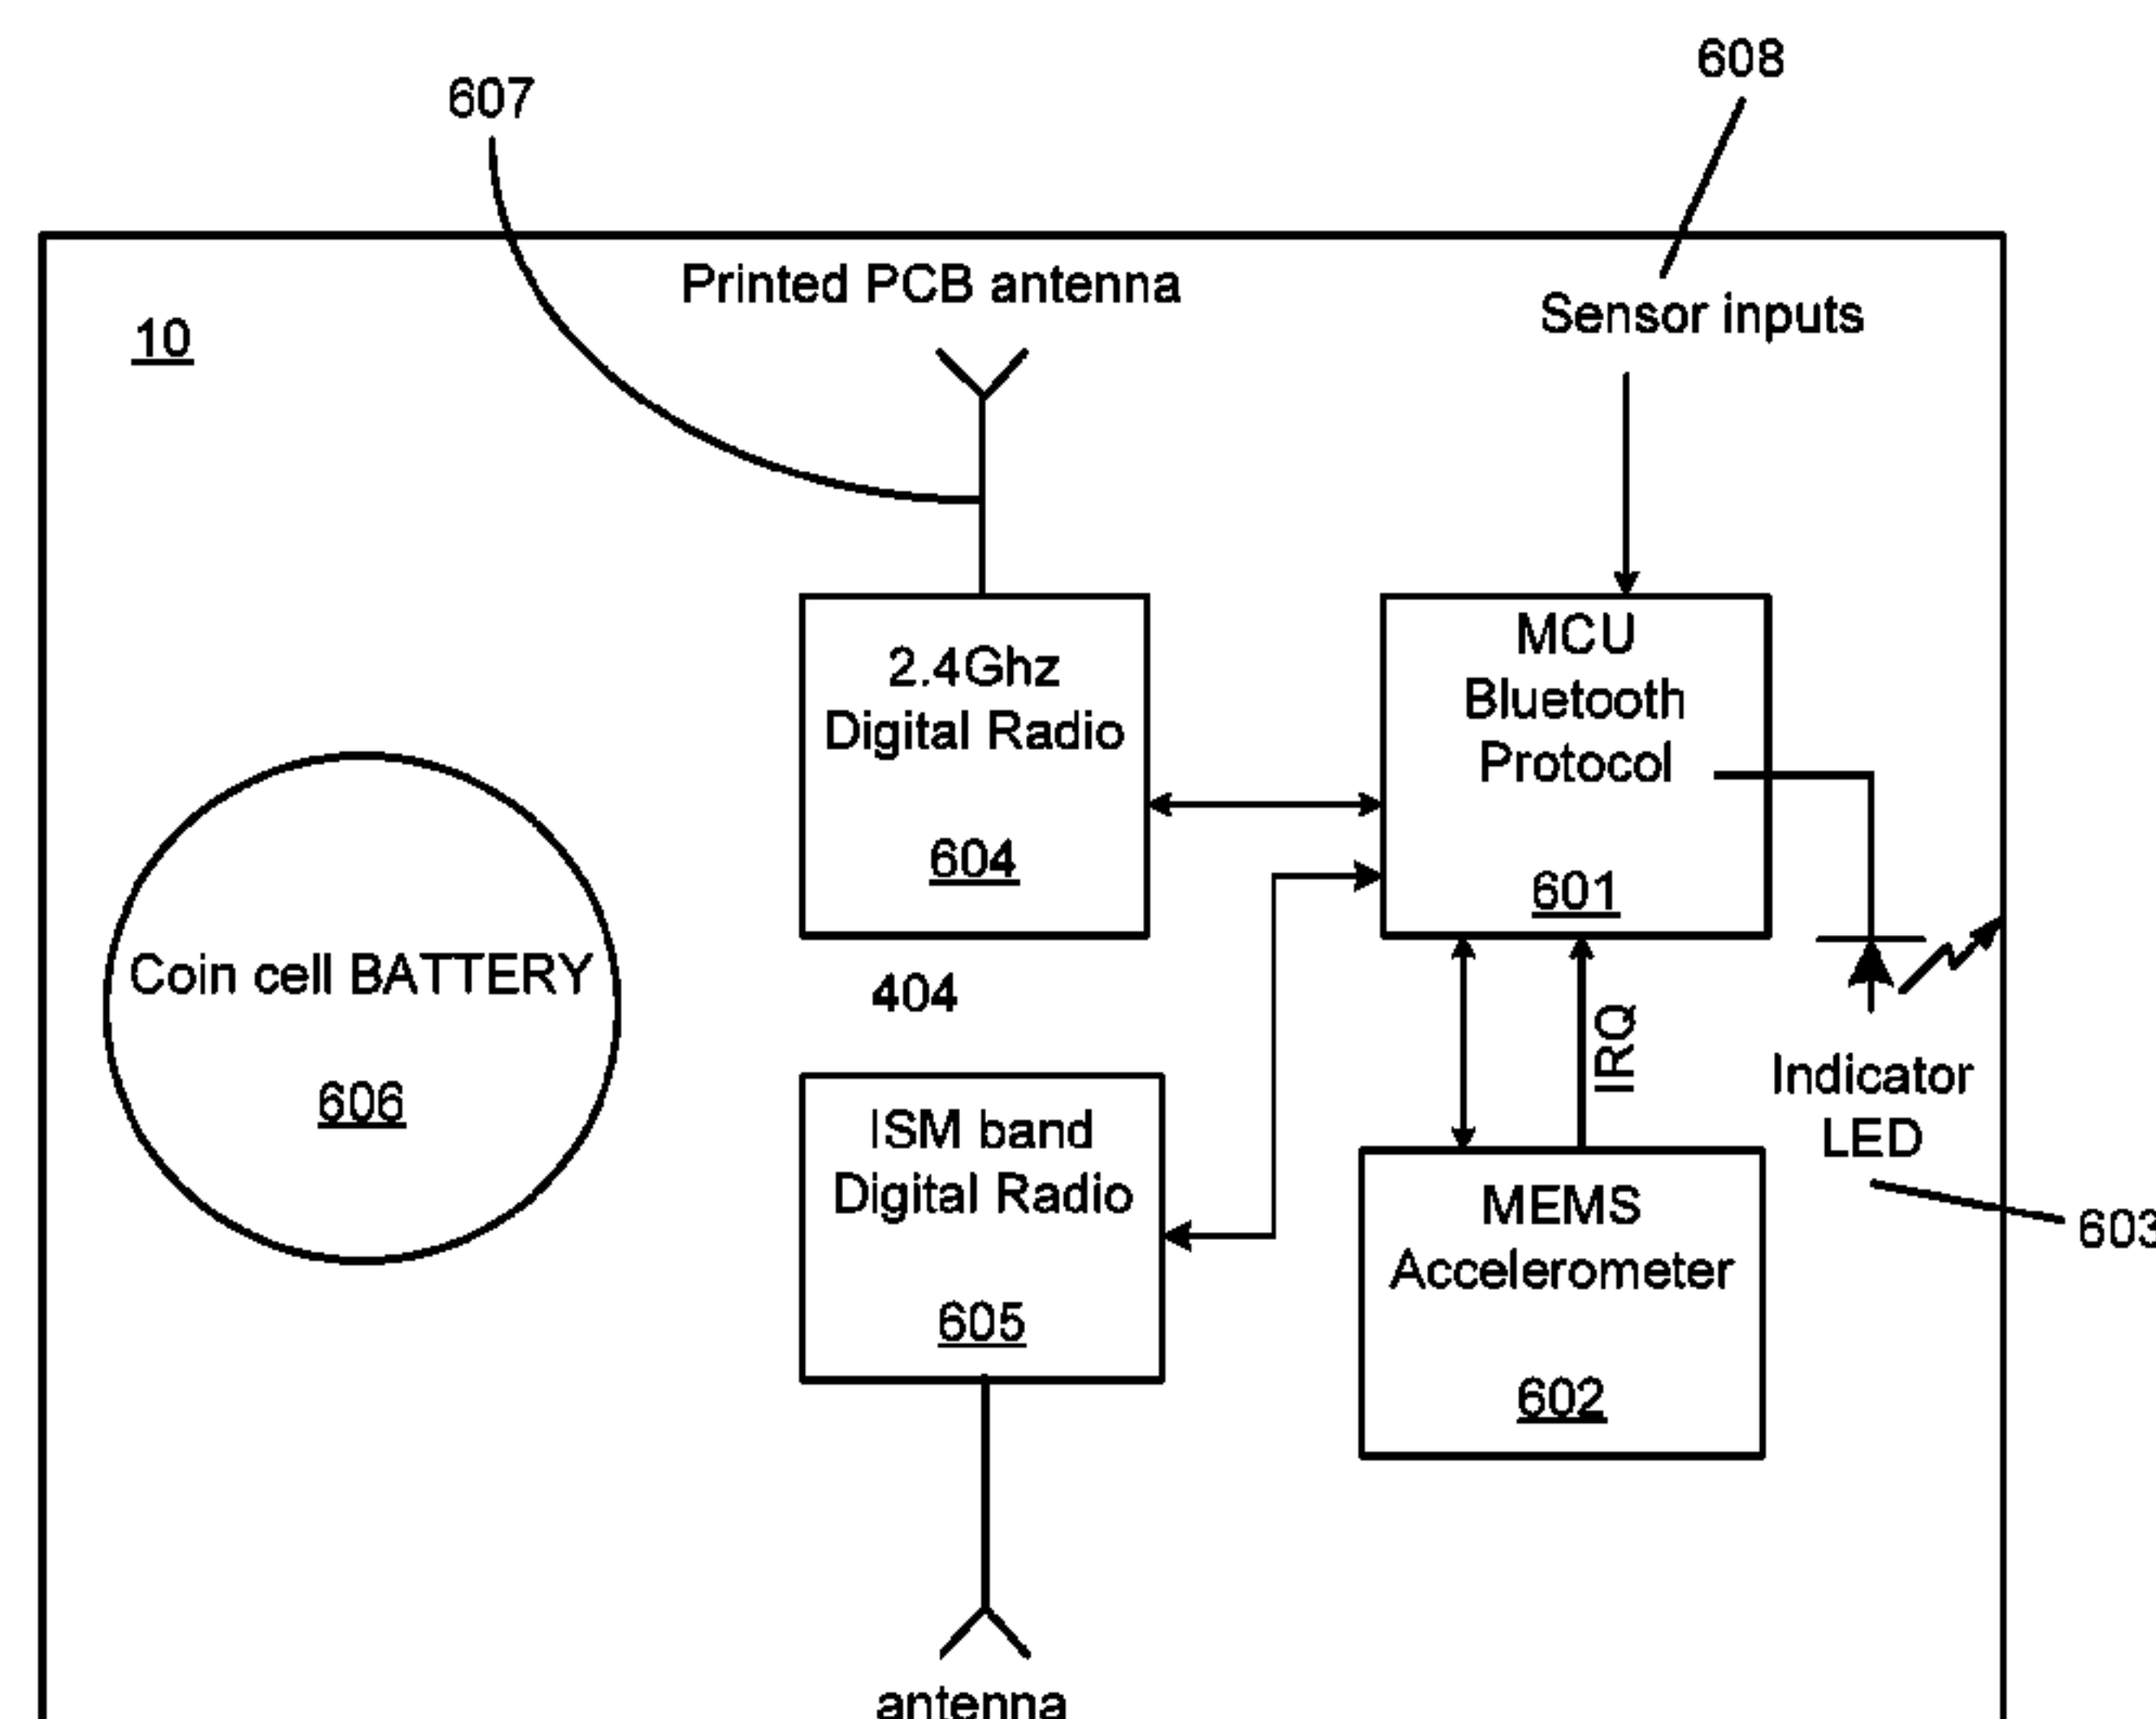 608
607
Printed PCB antenna
10
Sensor inputs
2.4Ghz
Digital Radio
604
MCU
Bluetooth
Protocol
601
Coin cell BATTERY
606
404
IRQ
Indicator
LED
603
ISM band
Digital Radio
605
MEMS
Accelerometer
602
antenna